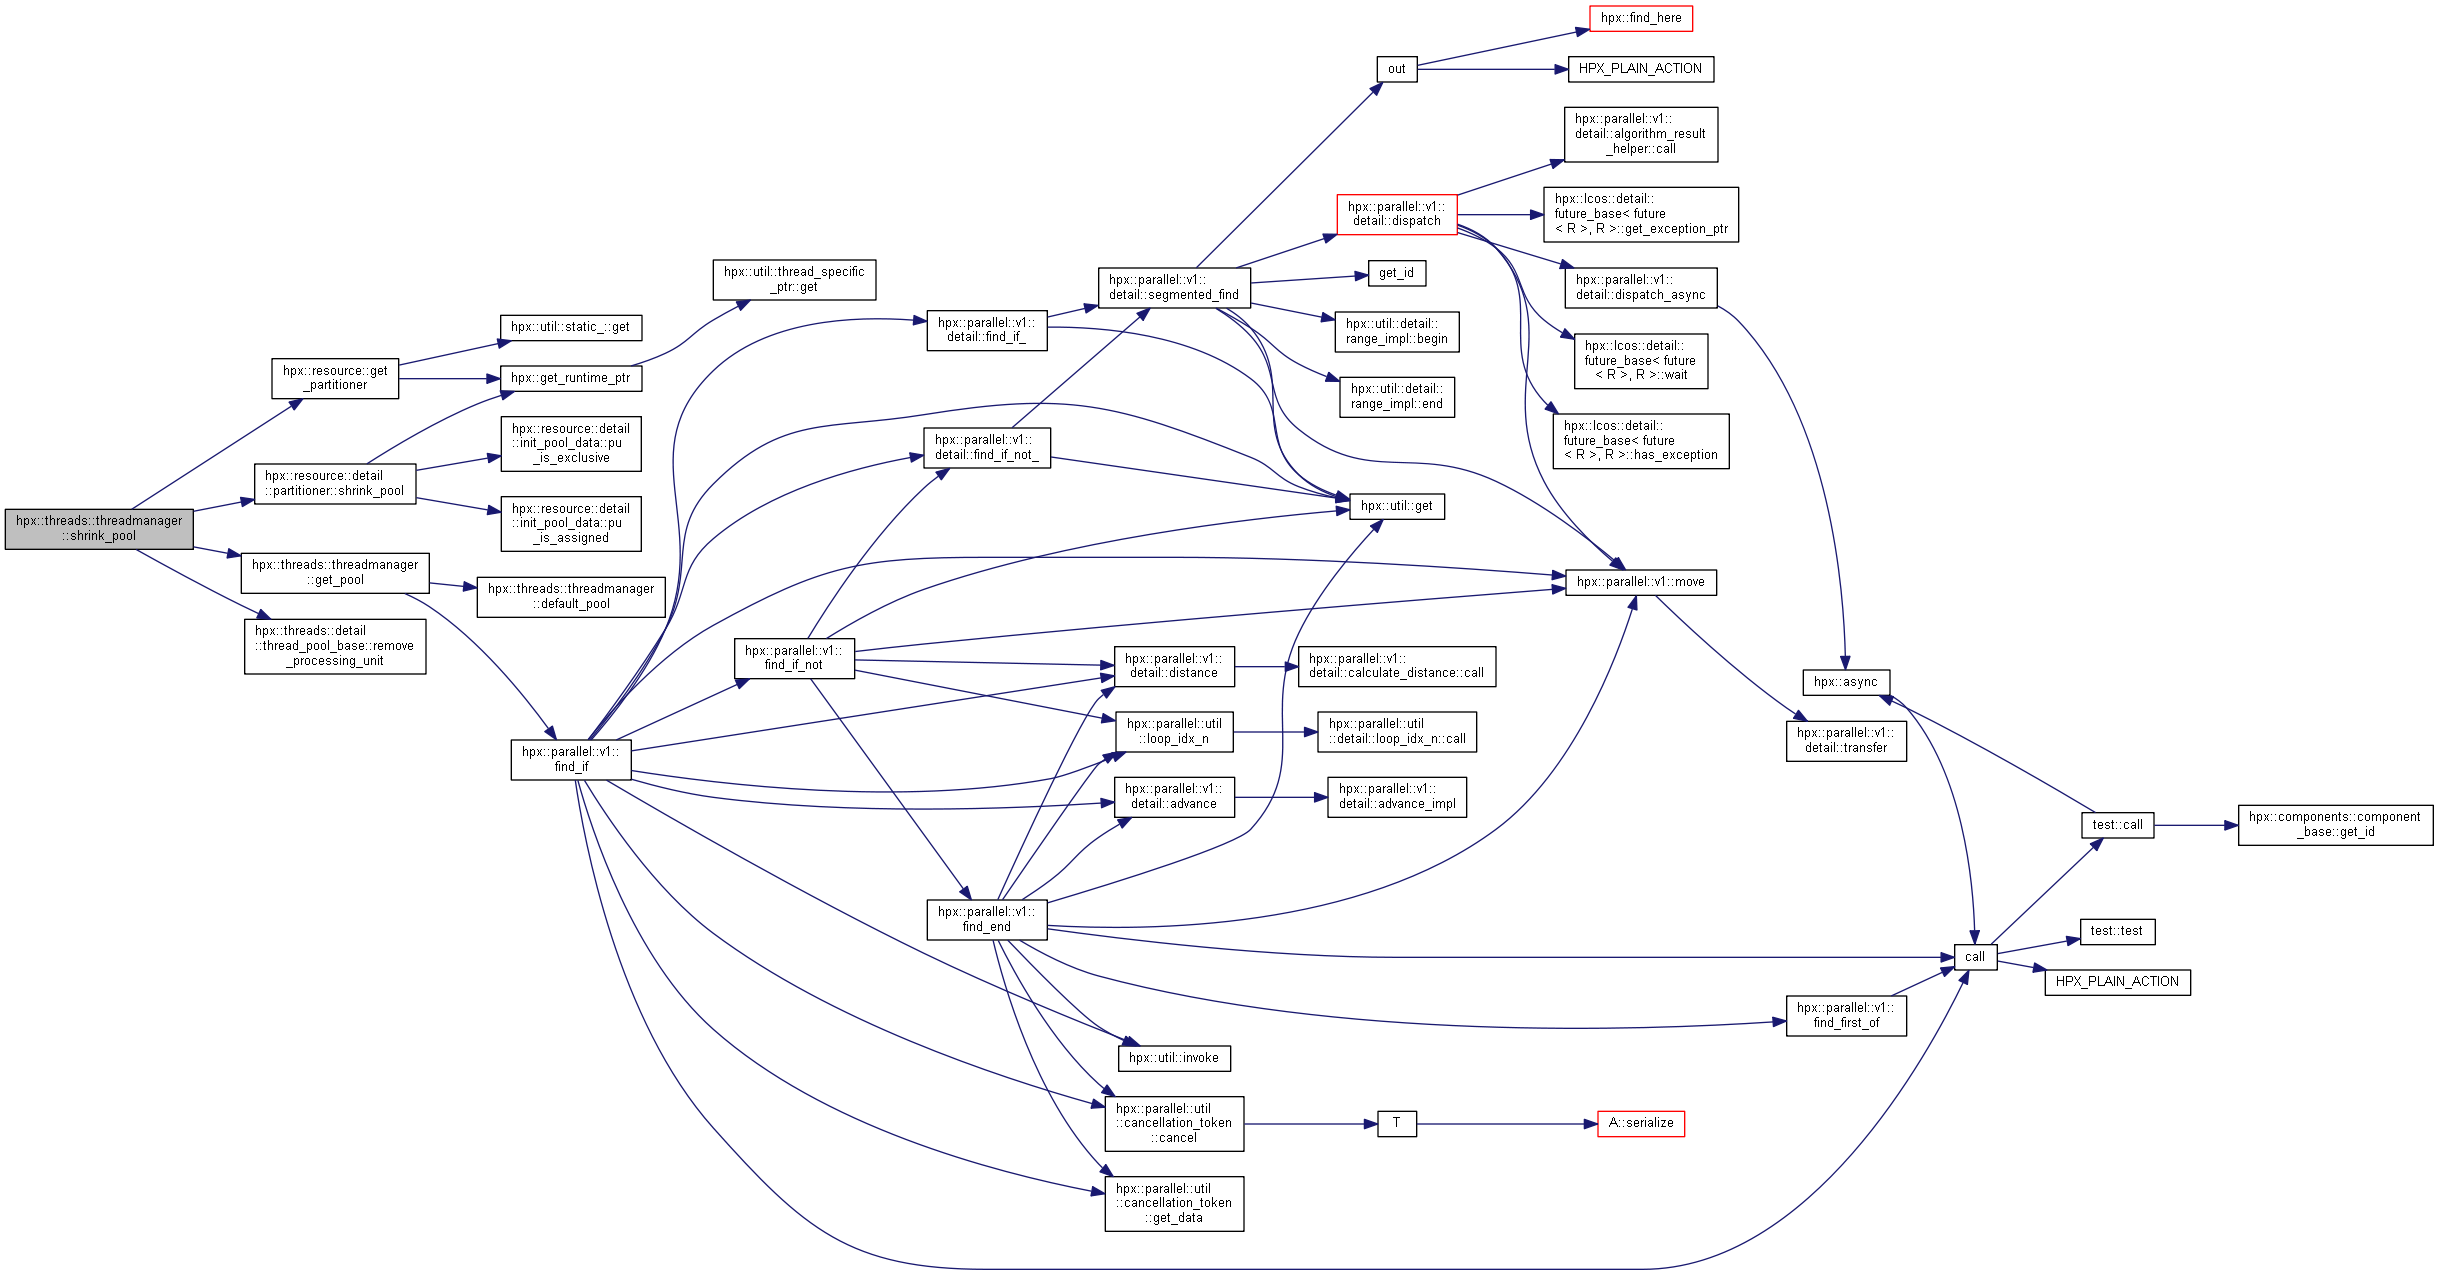 hpx::threads::threadmanager
::shrink_pool
hpx::resource::get
_partitioner
hpx::resource::detail
::partitioner::shrink_pool
hpx::threads::threadmanager
::get_pool
hpx::threads::detail
::thread_pool_base::remove
_processing_unit
hpx::util::static_::get
hpx::get_runtime_ptr
hpx::resource::detail
::init_pool_data::pu
_is_exclusive
hpx::resource::detail
::init_pool_data::pu
_is_assigned
hpx::threads::threadmanager
::default_pool
hpx::parallel::v1::
find_if
hpx::util::thread_specific
_ptr::get
hpx::parallel::v1::
find_if_not
hpx::parallel::v1::
detail::find_if_
hpx::parallel::v1::
detail::find_if_not_
hpx::parallel::v1::
find_end
hpx::parallel::v1::
detail::segmented_find
hpx::parallel::v1::
detail::distance
hpx::parallel::util
::loop_idx_n
hpx::parallel::v1::
detail::advance
hpx::util::invoke
hpx::parallel::util
::cancellation_token
::cancel
hpx::parallel::util
::cancellation_token
::get_data
out
hpx::parallel::v1::
detail::dispatch
get_id
hpx::util::detail::
range_impl::begin
hpx::util::detail::
range_impl::end
hpx::util::get
hpx::parallel::v1::
detail::calculate_distance::call
hpx::parallel::util
::detail::loop_idx_n::call
hpx::parallel::v1::
detail::advance_impl
T
hpx::find_here
HPX_PLAIN_ACTION
hpx::parallel::v1::
detail::algorithm_result
_helper::call
hpx::lcos::detail::
future_base< future
< R >, R >::get_exception_ptr
hpx::parallel::v1::
detail::dispatch_async
hpx::lcos::detail::
future_base< future
< R >, R >::wait
hpx::lcos::detail::
future_base< future
< R >, R >::has_exception
hpx::parallel::v1::move
A::serialize
hpx::async
hpx::parallel::v1::
detail::transfer
hpx::parallel::v1::
find_first_of
call
test::call
test::test
HPX_PLAIN_ACTION
hpx::components::component
_base::get_id